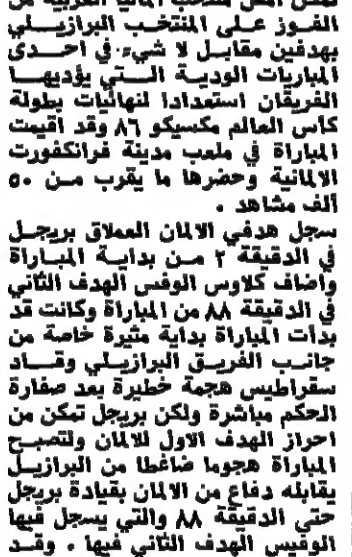 الفوز على المنتخب البرازيلي
بهدفين مقابل لا شيء في احدى
المباريات الودية التي يؤديها
الفريقان استعدادا لنهائيات بطولة
كأس العالم مكسيكو ٨٦ وقد اقيمت
المباراة في ملعب مدينة فرانكفورت
الالمانية وحضرها ما يقرب من ٥٠
ألف مشاهد .
سجل هدفي الالمان العملاق بريجل
في الدقيقة ٢ من بداية المباراة
وأضاف كلاوس الوفس الهدف الثاني
في الدقيقة ٨٨ من المباراة وكانت قد
بدأت المباراة بداية مثيرة خاصة من
جانب الفريق البرازيلي وقاد
سقراطيس هجمة خطيرة بعد صفارة
الحكم مباشرة ولكن بريجل تمكن من
احراز الهدف الاول للالمان ولتصبح
المباراة هجوما ضاغطا من البرازيل
يقابله دفاع من الالمان بقيادة بريجل
حتى الدقيقة ٨٨ والتي يسجل فيها
الوفيس الهدف الثاني فيها . وقد